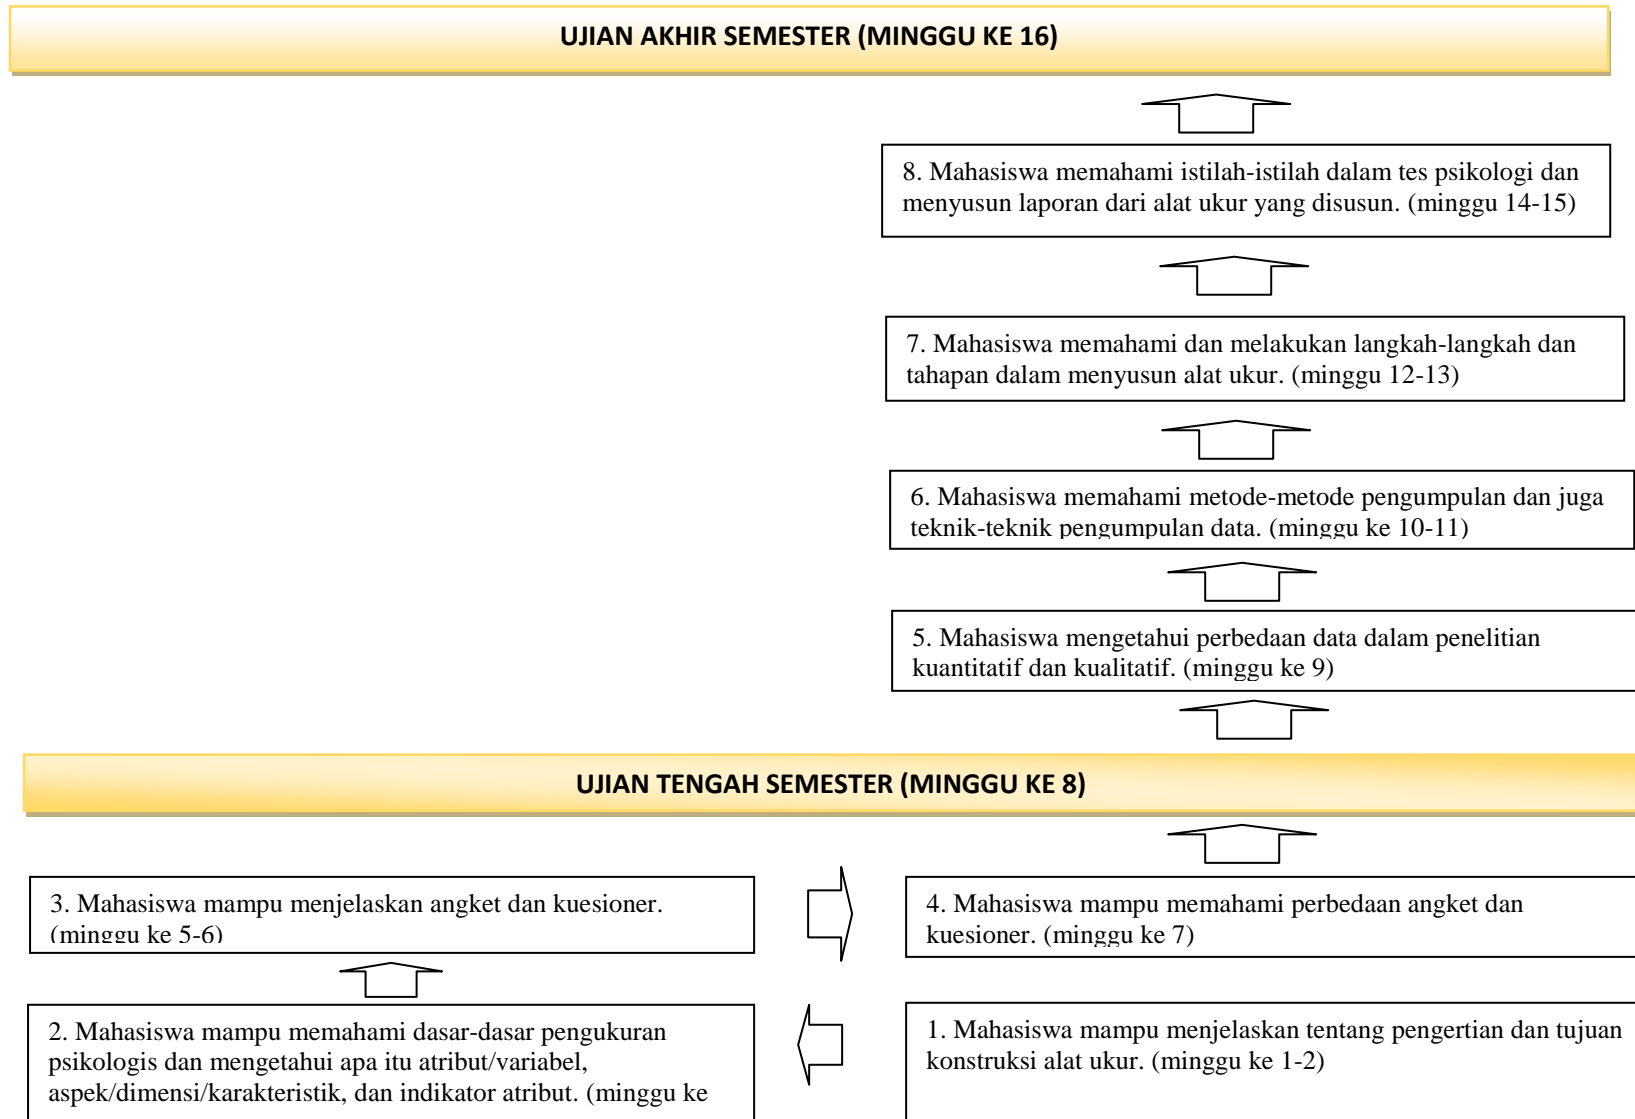 UJIAN AKHIR SEMESTER (MINGGU KE 16)
8. Mahasiswa memahami istilah-istilah dalam tes psikologi dan
menyusun laporan dari alat ukur yang disusun. (minggu 14-15)
7. Mahasiswa memahami dan melakukan langkah-langkah dan
tahapan dalam menyusun alat ukur. (minggu 12-13)
6. Mahasiswa memahami metode-metode pengumpulan dan juga
teknik-teknik pengumpulan data. (minggu ke 10-11)
5. Mahasiswa mengetahui perbedaan data dalam penelitian
kuantitatif dan kualitatif. (minggu ke 9)
UJIAN TENGAH SEMESTER (MINGGU KE 8)
3. Mahasiswa mampu menjelaskan angket dan kuesioner.
(minggu ke 5-6)
4. Mahasiswa mampu memahami perbedaan angket dan
kuesioner. (minggu ke 7)
2. Mahasiswa mampu memahami dasar-dasar pengukuran
psikologis dan mengetahui apa itu atribut/variabel,
aspek/dimensi/karakteristik, dan indikator atribut. (minggu ke
1. Mahasiswa mampu menjelaskan tentang pengertian dan tujuan
konstruksi alat ukur. (minggu ke 1-2)